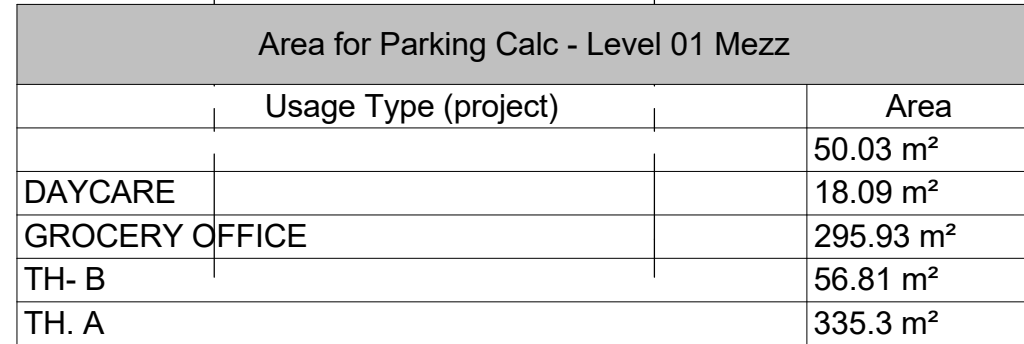 Area for Parking Calc - Level 01 Mezz
Usage Type (project) Area
50.03 m²
DAYCARE 18.09 m²
GROCERY OFFICE 295.93 m²
TH- B 56.81 m²
TH. A 335.3 m²